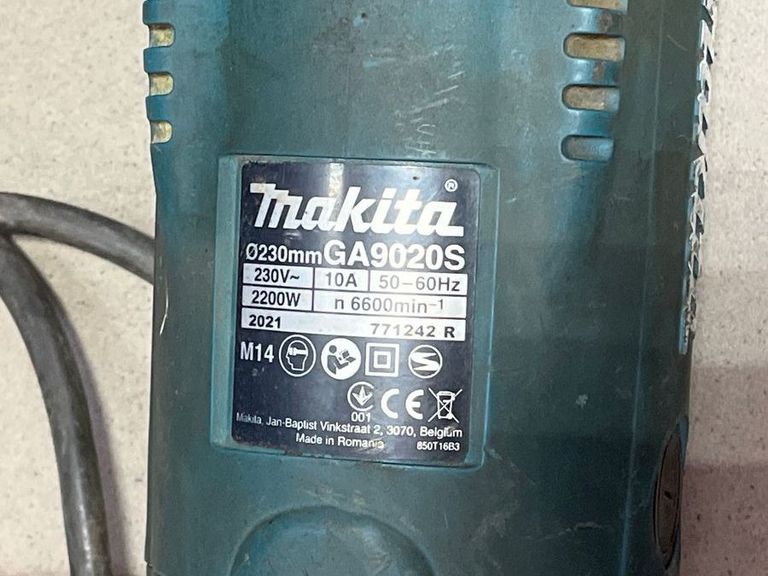 makita®
Ø230mm GA9020S
230V~ 10A 50-60Hz
2200W n 6600min-1
2021 771242 R
M14
001
Makita, Jan-Baptist Vinkstraat 2, 3070, Belgium
Made in Romania 850T16B3